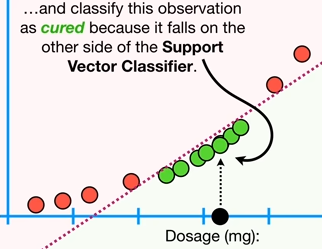 ...and classify this observation
as cured because it falls on the
other side of the Support
Vector Classifier.
Dosage (mg):